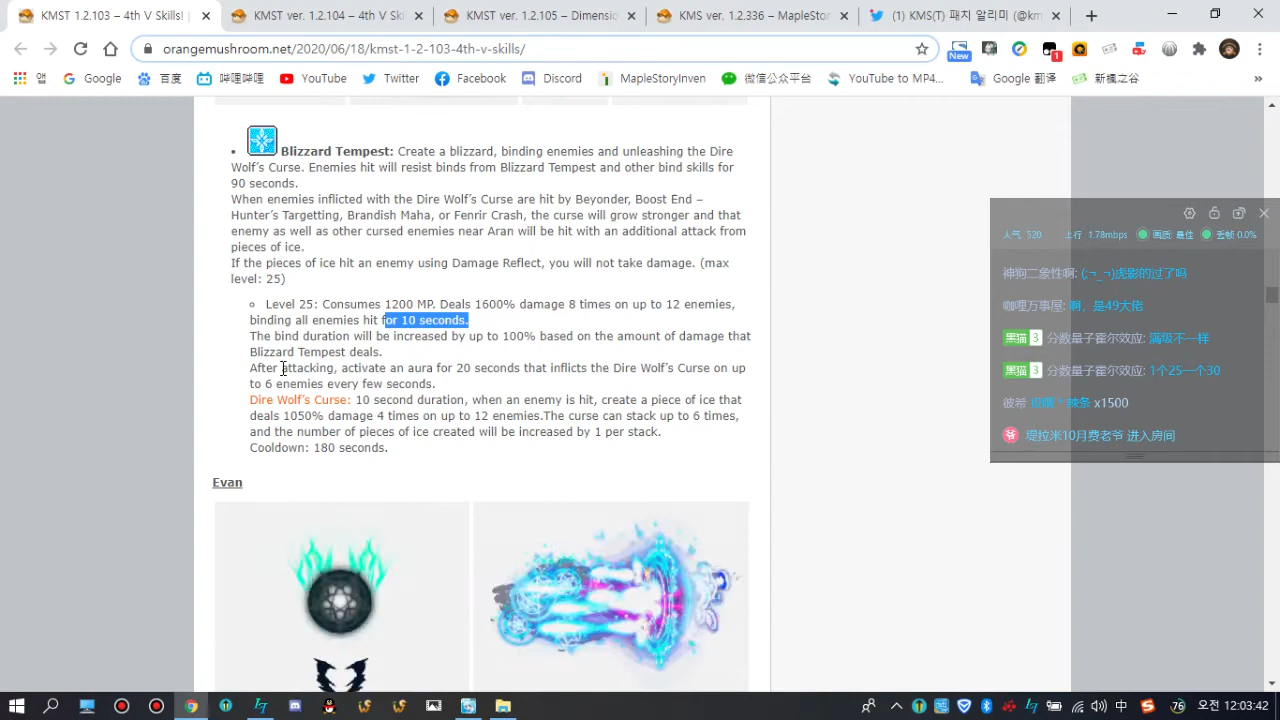 KMST 1.2.103 – 4th V Skills!
KMST ver. 1.2.104 – 4th V Ski
KMST ver. 1.2.105 – Dimensio
KMS ver. 1.2.336 – MapleStor
(1) KMS(T) 패치 알리미 (@km
orangemushroom.net/2020/06/18/kmst-1-2-103-4th-v-skills/
New
1
앱
Google
百度
哔哩哔哩
YouTube
Twitter
Facebook
Discord
MapleStoryInven
微信公众平台
YouTube to MP4...
Google 翻译
新楓之谷
»
Blizzard Tempest: Create a blizzard, binding enemies and unleashing the Dire
Wolf's Curse. Enemies hit will resist binds from Blizzard Tempest and other bind skills for
90 seconds.
When enemies inflicted with the Dire Wolf's Curse are hit by Beyonder, Boost End –
Hunter's Targetting, Brandish Maha, or Fenrir Crash, the curse will grow stronger and that
enemy as well as other cursed enemies near Aran will be hit with an additional attack from
pieces of ice.
If the pieces of ice hit an enemy using Damage Reflect, you will not take damage. (max
level: 25)
Level 25: Consumes 1200 MP. Deals 1600% damage 8 times on up to 12 enemies,
binding all enemies hit for 10 seconds.
The bind duration will be increased by up to 100% based on the amount of damage that
Blizzard Tempest deals.
After attacking, activate an aura for 20 seconds that inflicts the Dire Wolf's Curse on up
to 6 enemies every few seconds.
Dire Wolf's Curse: 10 second duration, when an enemy is hit, create a piece of ice that
deals 1050% damage 4 times on up to 12 enemies.The curse can stack up to 6 times,
and the number of pieces of ice created will be increased by 1 per stack.
Cooldown: 180 seconds.
Evan
人气 520 上行 1.78mbps 画质: 最佳 丢帧 0.0%
神狗二象性啊: (;¬_¬)虎影的过了吗
咖哩万事屋: 啊，是49大佬
黑猫 3 分数量子霍尔效应: 满级不一样
黑猫 3 分数量子霍尔效应: 1个25一个30
彼希 投喂 辣条 x1500
爷 堤拉米10月费老爷 进入房间
中
76
오전 12:03:42